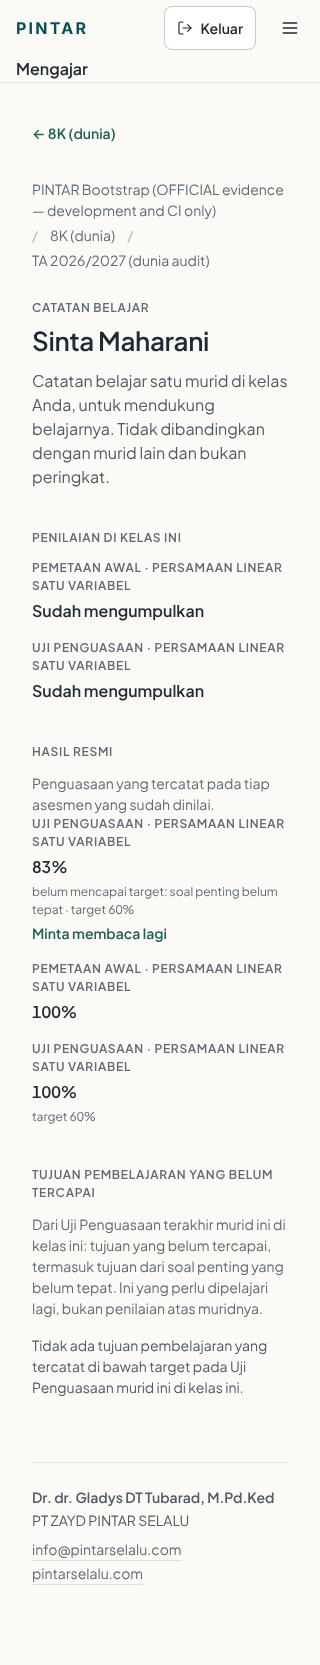 PINTAR
Keluar
Mengajar
← 8K (dunia)
PINTAR Bootstrap (OFFICIAL evidence
— development and CI only)
/ 8K (dunia) /
TA 2026/2027 (dunia audit)
CATATAN BELAJAR
Sinta Maharani
Catatan belajar satu murid di kelas
Anda, untuk mendukung
belajarnya. Tidak dibandingkan
dengan murid lain dan bukan
peringkat.
PENILAIAN DI KELAS INI
PEMETAAN AWAL · PERSAMAAN LINEAR
SATU VARIABEL
Sudah mengumpulkan
UJI PENGUASAAN · PERSAMAAN LINEAR
SATU VARIABEL
Sudah mengumpulkan
HASIL RESMI
Penguasaan yang tercatat pada tiap
asesmen yang sudah dinilai.
UJI PENGUASAAN · PERSAMAAN LINEAR
SATU VARIABEL
83%
belum mencapai target: soal penting belum
tepat · target 60%
Minta membaca lagi
PEMETAAN AWAL · PERSAMAAN LINEAR
SATU VARIABEL
100%
UJI PENGUASAAN · PERSAMAAN LINEAR
SATU VARIABEL
100%
target 60%
TUJUAN PEMBELAJARAN YANG BELUM
TERCAPAI
Dari Uji Penguasaan terakhir murid ini di
kelas ini: tujuan yang belum tercapai,
termasuk tujuan dari soal penting yang
belum tepat. Ini yang perlu dipelajari
lagi, bukan penilaian atas muridnya.
Tidak ada tujuan pembelajaran yang
tercatat di bawah target pada Uji
Penguasaan murid ini di kelas ini.
Dr. dr. Gladys DT Tubarad, M.Pd.Ked
PT ZAYD PINTAR SELALU
info@pintarselalu.com
pintarselalu.com